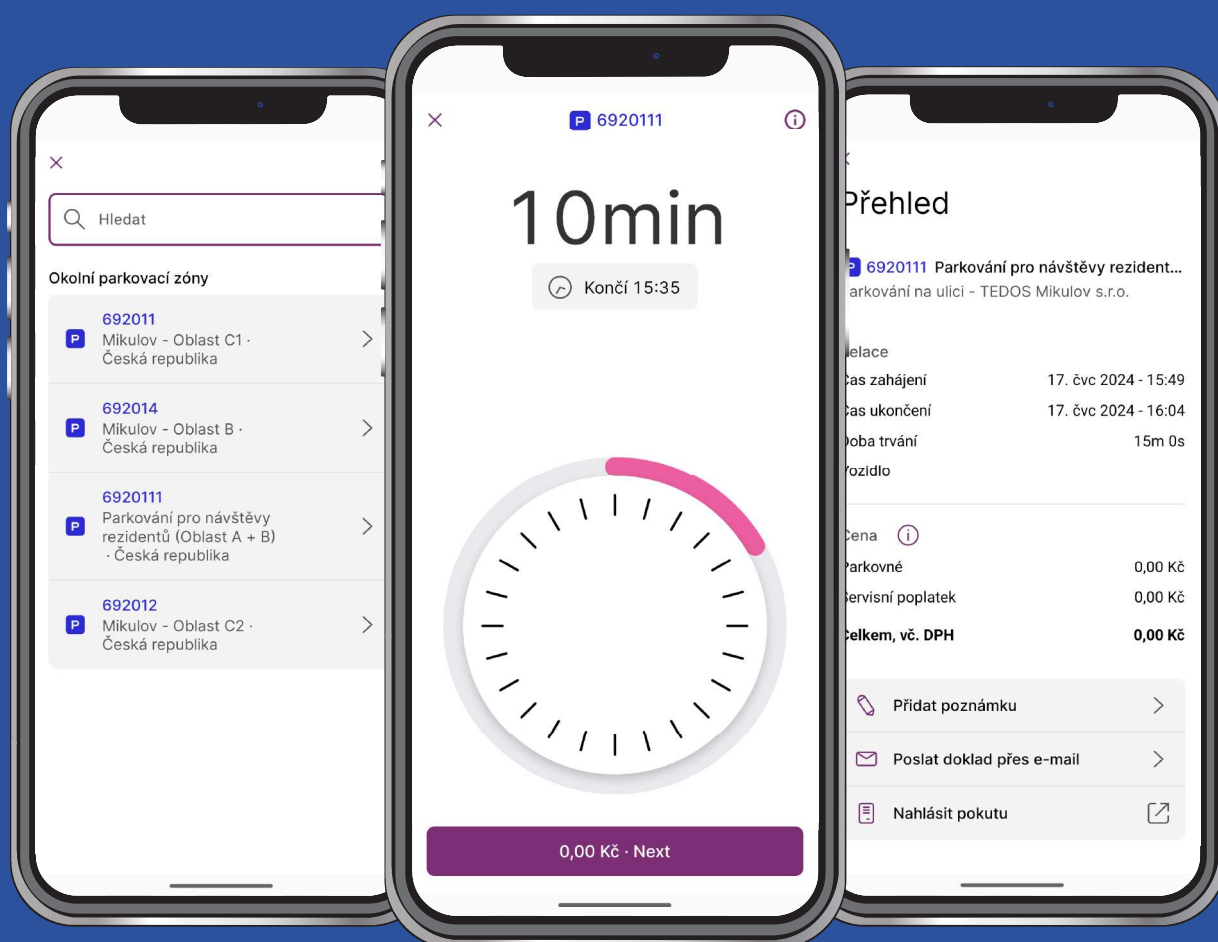 Hledat
Okolní parkovací zóny
P
692011
Mikulov - Oblast C1 ·
Česká republika
P
692014
Mikulov - Oblast B ·
Česká republika
P
6920111
Parkování pro návštěvy
rezidentů (Oblast A + B)
· Česká republika
P
692012
Mikulov - Oblast C2 ·
Česká republika
P 6920111
10min
Končí 15:35
0,00 Kč · Next
Přehled
P 6920111 Parkování pro návštěvy rezident...
arkování na ulici - TEDOS Mikulov s.r.o.
elace
as zahájení 17. čvc 2024 - 15:49
as ukončení 17. čvc 2024 - 16:04
oba trvání 15m 0s
ozidlo
ena
Parkovné 0,00 Kč
ervisní poplatek 0,00 Kč
elkem, vč. DPH 0,00 Kč
Přidat poznámku
Poslat doklad přes e-mail
Nahlásit pokutu